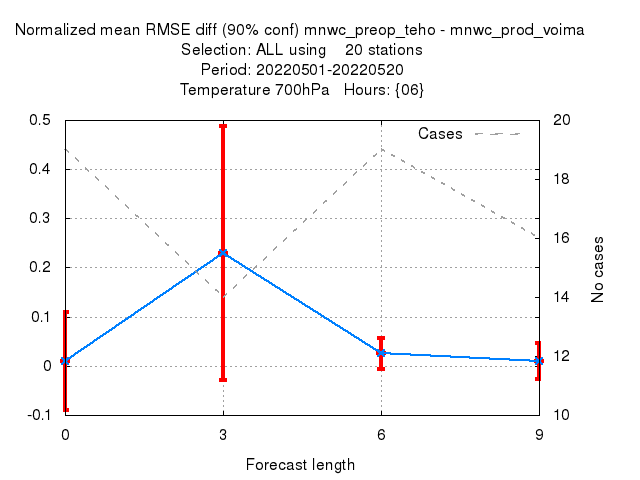 Normalized mean RMSE diff (90% conf) mnwc_preop_teho - mnwc_prod_voima
Selection: ALL using    20 stations
Period: 20220501-20220520
Temperature 700hPa   Hours: {06}
0.5
0.4
0.3
0.2
0.1
0
-0.1
Cases
20
18
16
14
12
10
No cases
0 3 6 9
Forecast length